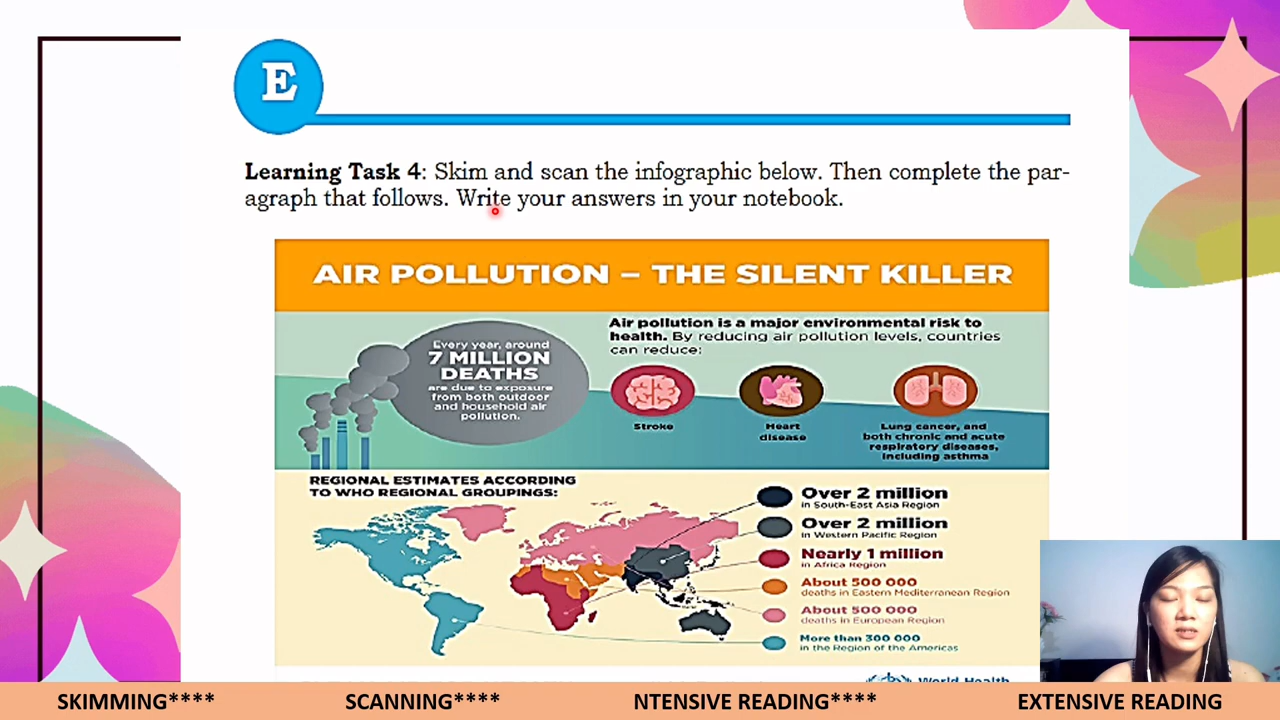 E
Learning Task 4: Skim and scan the infographic below. Then complete the par-
agraph that follows. Write your answers in your notebook.
AIR POLLUTION – THE SILENT KILLER
Every year, around
7 MILLION
DEATHS
are due to exposure
from both outdoor
and household air
pollution.
Air pollution is a major environmental risk to
health. By reducing air pollution levels, countries
can reduce:
Stroke
Heart
disease
Lung cancer, and
both chronic and acute
respiratory diseases,
including asthma
REGIONAL ESTIMATES ACCORDING
TO WHO REGIONAL GROUPINGS:
Over 2 million
in South-East Asia Region
Over 2 million
in Western Pacific Region
Nearly 1 million
in Africa Region
About 500 000
deaths in Eastern Mediterranean Region
About 500 000
deaths in European Region
More than 300 000
in the Region of the Americas
World Health
SKIMMING****
SCANNING****
NTENSIVE READING****
EXTENSIVE READING